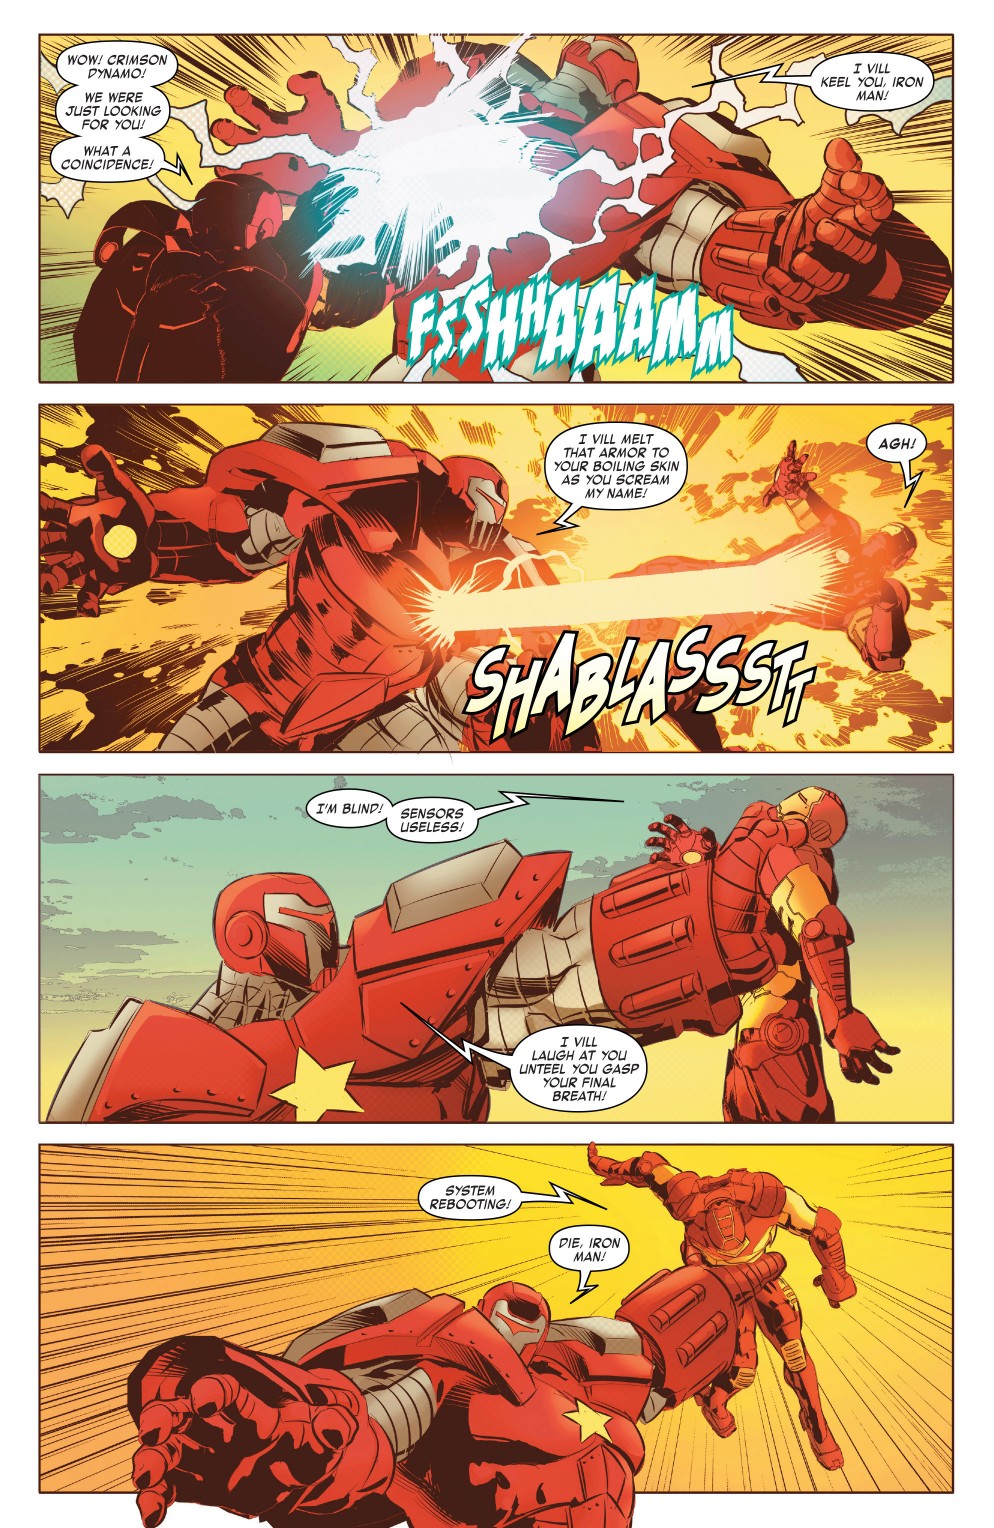 WOW! CRIMSON
DYNAMO!
WE WERE
JUST LOOKING
FOR YOU!
WHAT A
COINCIDENCE!
I VILL
KEEL YOU, IRON
MAN!
FSSHHAAAMM
I VILL MELT
THAT ARMOR TO
YOUR BOILING SKIN
AS YOU SCREAM
MY NAME!
AGH!
SHABLASSSSTT
I'M BLIND!
SENSORS
USELESS!
I VILL
LAUGH AT YOU
UNTEEL YOU GASP
YOUR FINAL
BREATH!
SYSTEM
REBOOTING!
DIE, IRON
MAN!